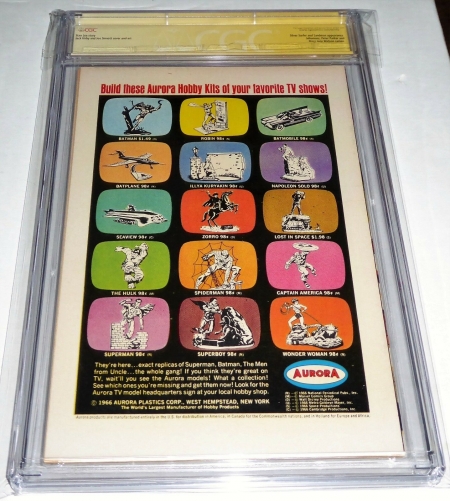 CGC
Build these Aurora Hobby Kits of your favorite TV shows!
BATMAN $1.49
ROBIN 98¢
BATMOBILE 98¢
BATPLANE 98¢
ILLYA KURYAKIN 98¢
NAPOLEON SOLO 98¢
SEAVIEW 98¢
ZORRO 98¢
LOST IN SPACE $1.98
THE HULK 98¢
SPIDERMAN 98¢
CAPTAIN AMERICA 98¢
SUPERMAN 98¢
SUPERBOY 98¢
WONDER WOMAN 98¢
They're here...exact replicas of Superman, Batman, The Men
from Uncle...the whole gang! If you think they're great on
TV, wait'll you see the Aurora models! What a collection!
See which ones you're missing and get them now! Look for the
Aurora TV model headquarters sign at your local hobby store!
© 1966 AURORA PLASTICS CORP., WEST HEMPSTEAD, NEW YORK
The World's Largest Manufacturer of Hobby Products
AURORA